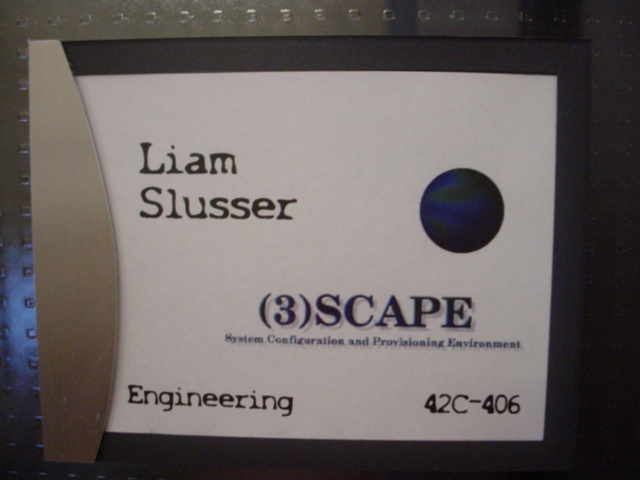 Liam
Slusser
(3)SCAPE
System Configuration and Provisioning Environment
Engineering
42C-406